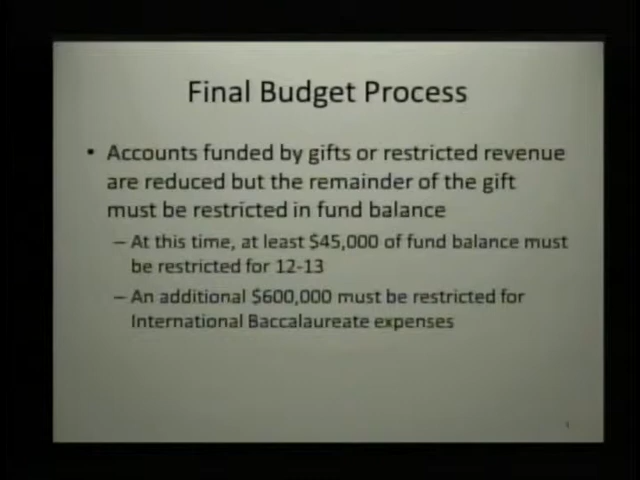 Final Budget Process
• Accounts funded by gifts or restricted revenue
are reduced but the remainder of the gift
must be restricted in fund balance
– At this time, at least $45,000 of fund balance must
be restricted for 12-13
– An additional $600,000 must be restricted for
International Baccalaureate expenses